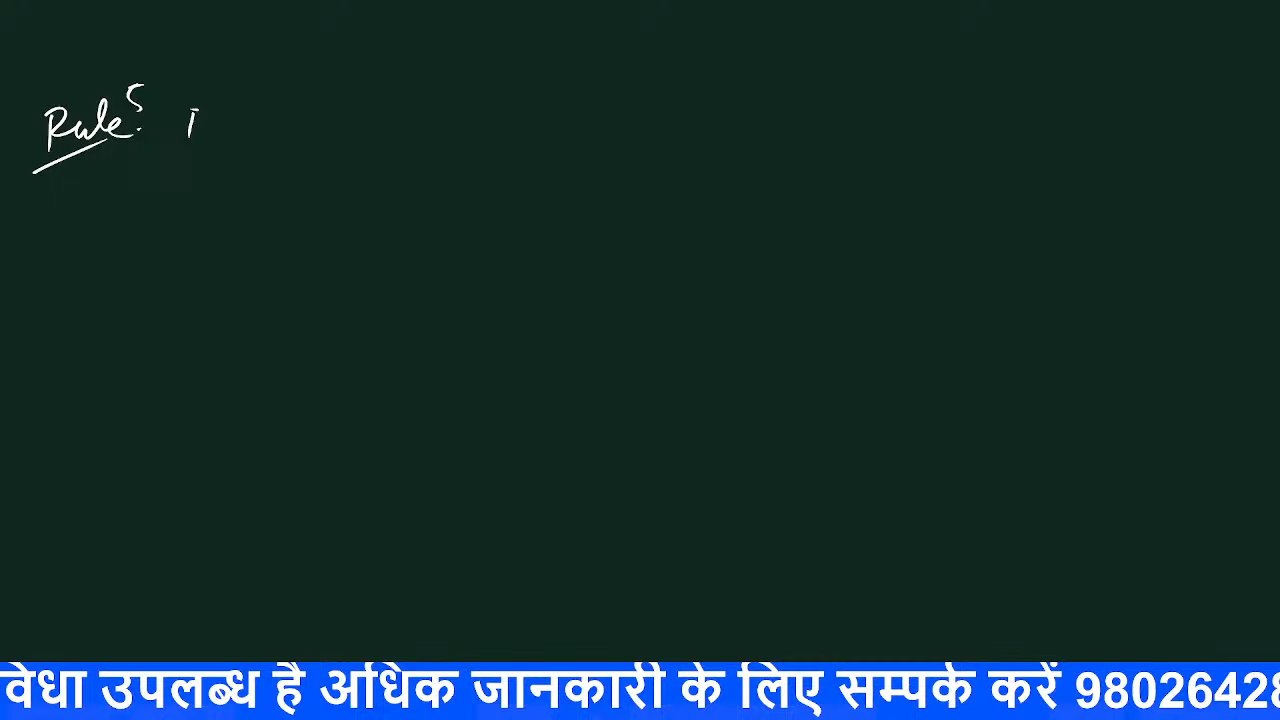 Rule:5 I
विधा उपलब्ध है अधिक जानकारी के लिए सम्पर्क करें 98026428